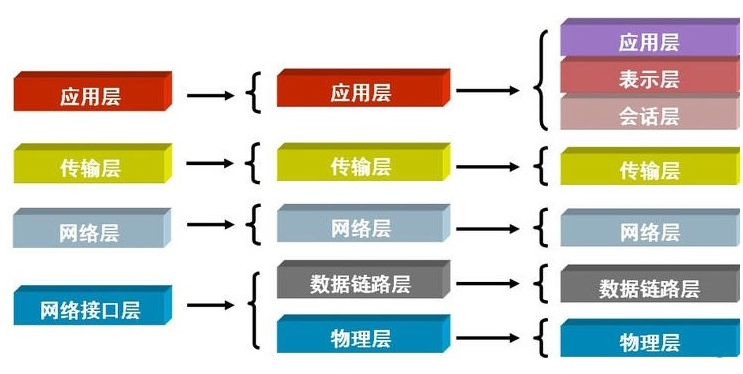 应用层
传输层
网络层
网络接口层
应用层
传输层
网络层
数据链路层
物理层
应用层
表示层
会话层
传输层
网络层
数据链路层
物理层